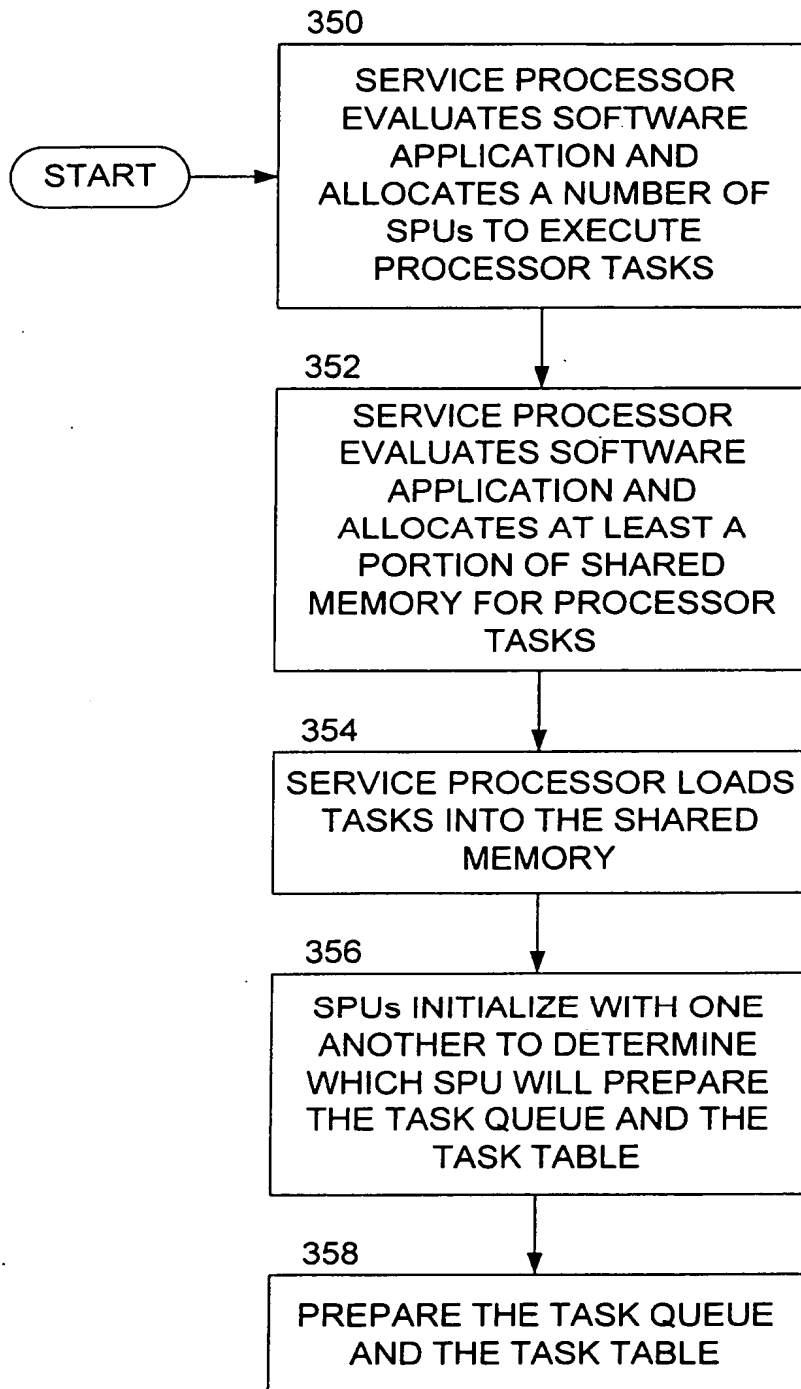 350
START
SERVICE PROCESSOR
EVALUATES SOFTWARE
APPLICATION AND
ALLOCATES A NUMBER OF
SPUs TO EXECUTE
PROCESSOR TASKS
352
SERVICE PROCESSOR
EVALUATES SOFTWARE
APPLICATION AND
ALLOCATES AT LEAST A
PORTION OF SHARED
MEMORY FOR PROCESSOR
TASKS
354
SERVICE PROCESSOR LOADS
TASKS INTO THE SHARED
MEMORY
356
SPUs INITIALIZE WITH ONE
ANOTHER TO DETERMINE
WHICH SPU WILL PREPARE
THE TASK QUEUE AND THE
TASK TABLE
358
PREPARE THE TASK QUEUE
AND THE TASK TABLE